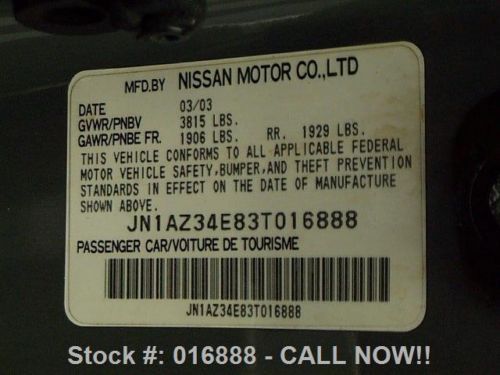 MFD.BY NISSAN MOTOR CO.,LTD
DATE 03/03
GVWR/PNBV 3815 LBS.
GAWR/PNBE FR. 1906 LBS. RR. 1929 LBS.
THIS VEHICLE CONFORMS TO ALL APPLICABLE FEDERAL
MOTOR VEHICLE SAFETY,BUMPER,AND THEFT PREVENTION
STANDARDS IN EFFECT ON THE DATE OF MANUFACTURE
SHOWN ABOVE.
JN1AZ34E83T016888
PASSENGER CAR/VOITURE DE TOURISME
JN1AZ34E83T016888
Stock #: 016888 - CALL NOW!!